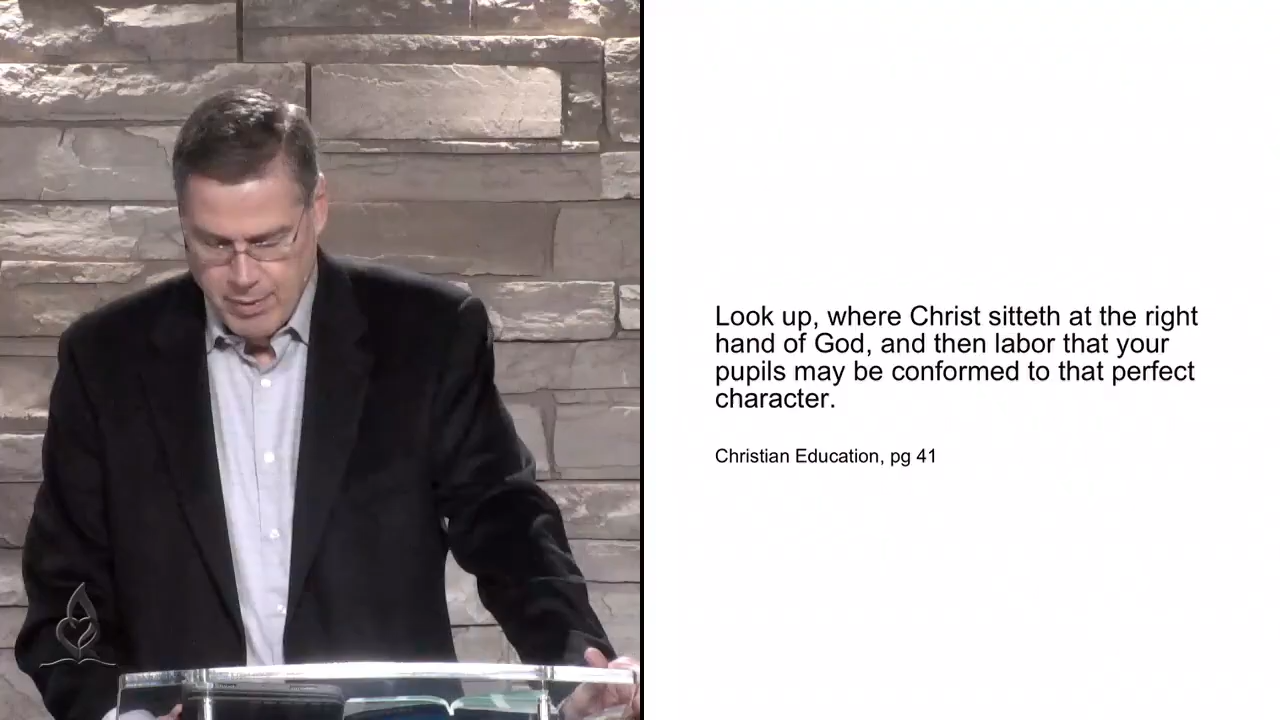 Look up, where Christ sitteth at the right
hand of God, and then labor that your
pupils may be conformed to that perfect
character.
Christian Education, pg 41